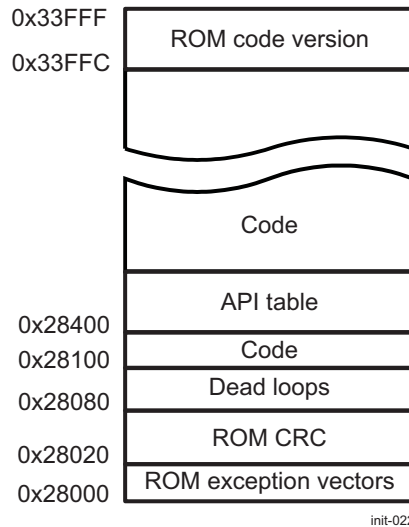 0x33FFF
ROM code version
0x33FFC
Code
API table
0x28400
Code
0x28100
Dead loops
0x28080
ROM CRC
0x28020
ROM exception vectors
0x28000